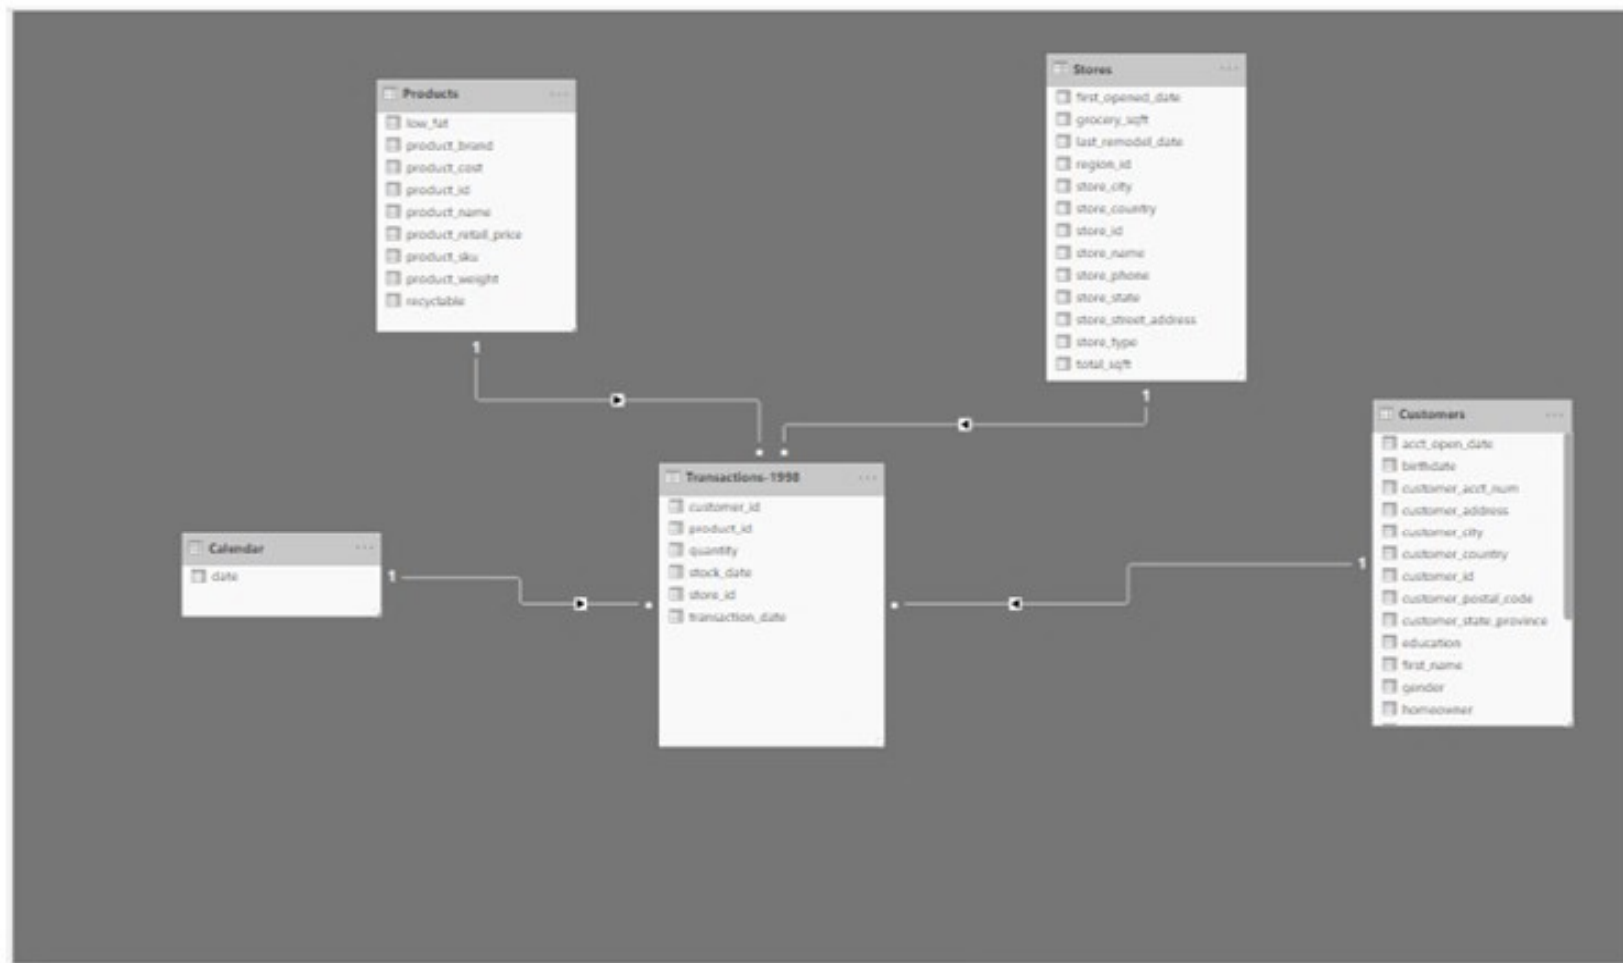 Products
low_fat
product_brand
product_cost
product_id
product_name
product_retail_price
product_sku
product_weight
recyclable
1
Stores
first_opened_date
grocery_sqft
last_remodel_date
region_id
store_city
store_country
store_id
store_name
store_phone
store_state
store_street_address
store_type
total_sqft
1
Calendar
date
1
Transactions-1998
customer_id
product_id
quantity
stock_date
store_id
transaction_date
Customers
acct_open_date
birthdate
customer_acct_num
customer_address
customer_city
customer_country
customer_id
customer_postal_code
customer_state_province
education
first_name
gender
homeowner
1